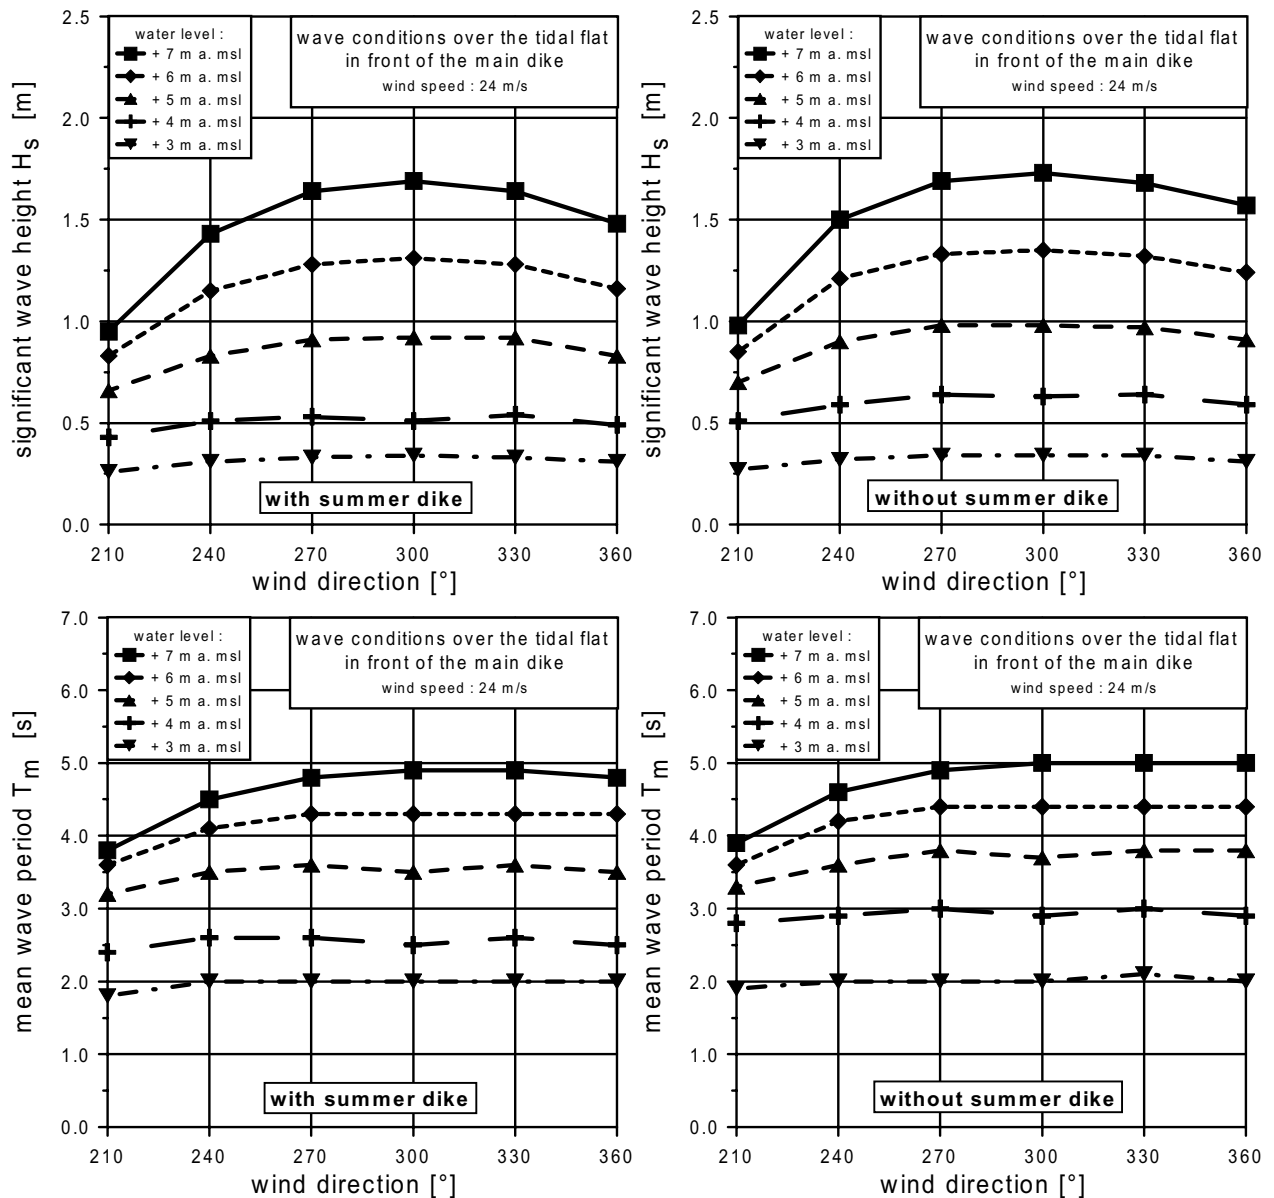 significant wave height Hs [m]
2.5
2.0
1.5
1.0
0.5
0.0
water level :
+ 7 m a. msl
+ 6 m a. msl
+ 5 m a. msl
+ 4 m a. msl
+ 3 m a. msl
wave conditions over the tidal flat
in front of the main dike
wind speed : 24 m/s
with summer dike
210 240 270 300 330 360
wind direction [°]
significant wave height Hs [m]
2.5
2.0
1.5
1.0
0.5
0.0
water level :
+ 7 m a. msl
+ 6 m a. msl
+ 5 m a. msl
+ 4 m a. msl
+ 3 m a. msl
wave conditions over the tidal flat
in front of the main dike
wind speed : 24 m/s
without summer dike
210 240 270 300 330 360
wind direction [°]
mean wave period Tm [s]
7.0
6.0
5.0
4.0
3.0
2.0
1.0
0.0
water level :
+ 7 m a. msl
+ 6 m a. msl
+ 5 m a. msl
+ 4 m a. msl
+ 3 m a. msl
wave conditions over the tidal flat
in front of the main dike
wind speed : 24 m/s
with summer dike
210 240 270 300 330 360
wind direction [°]
mean wave period Tm [s]
7.0
6.0
5.0
4.0
3.0
2.0
1.0
0.0
water level :
+ 7 m a. msl
+ 6 m a. msl
+ 5 m a. msl
+ 4 m a. msl
+ 3 m a. msl
wave conditions over the tidal flat
in front of the main dike
wind speed : 24 m/s
without summer dike
210 240 270 300 330 360
wind direction [°]